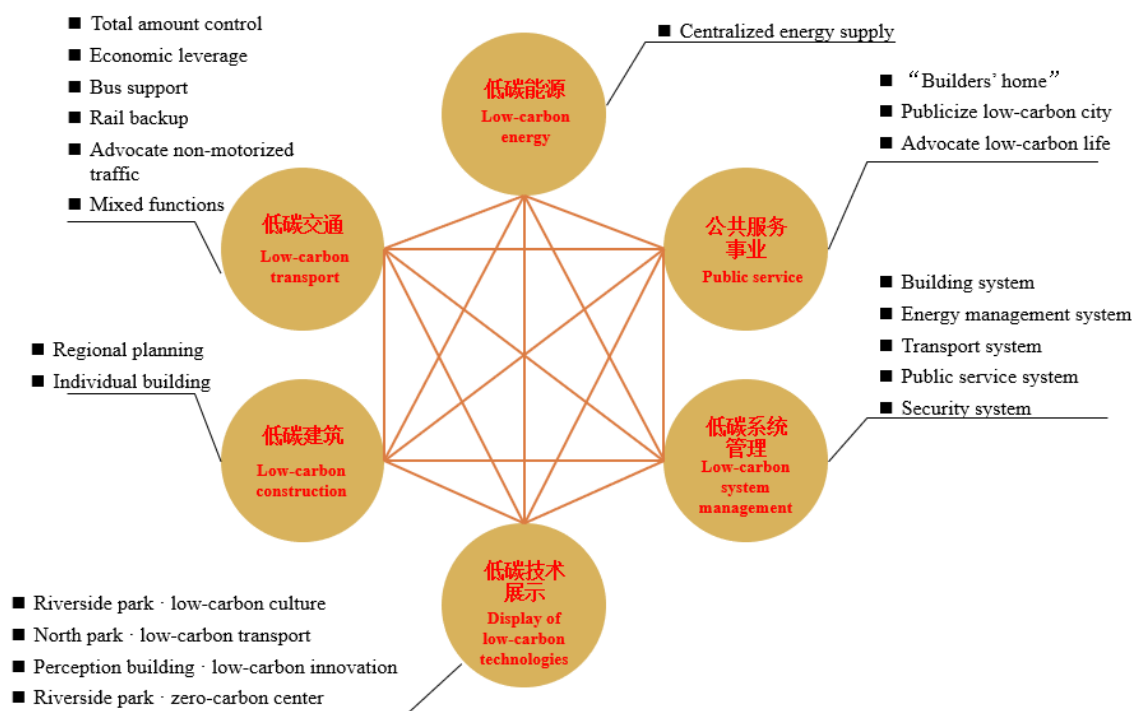 ■ Total amount control
■ Economic leverage
■ Bus support
■ Rail backup
■ Advocate non-motorized
traffic
■ Mixed functions
■ Centralized energy supply
■ “Builders’ home”
■ Publicize low-carbon city
■ Advocate low-carbon life
低碳能源
Low-carbon
energy
低碳交通
Low-carbon
transport
公共服务
事业
Public service
■ Building system
■ Energy management system
■ Transport system
■ Public service system
■ Security system
■ Regional planning
■ Individual building
低碳建筑
Low-carbon
construction
低碳系统
管理
Low-carbon
system
management
低碳技术
展示
Display of
low-carbon
technologies
■ Riverside park · low-carbon culture
■ North park · low-carbon transport
■ Perception building · low-carbon innovation
■ Riverside park · zero-carbon center